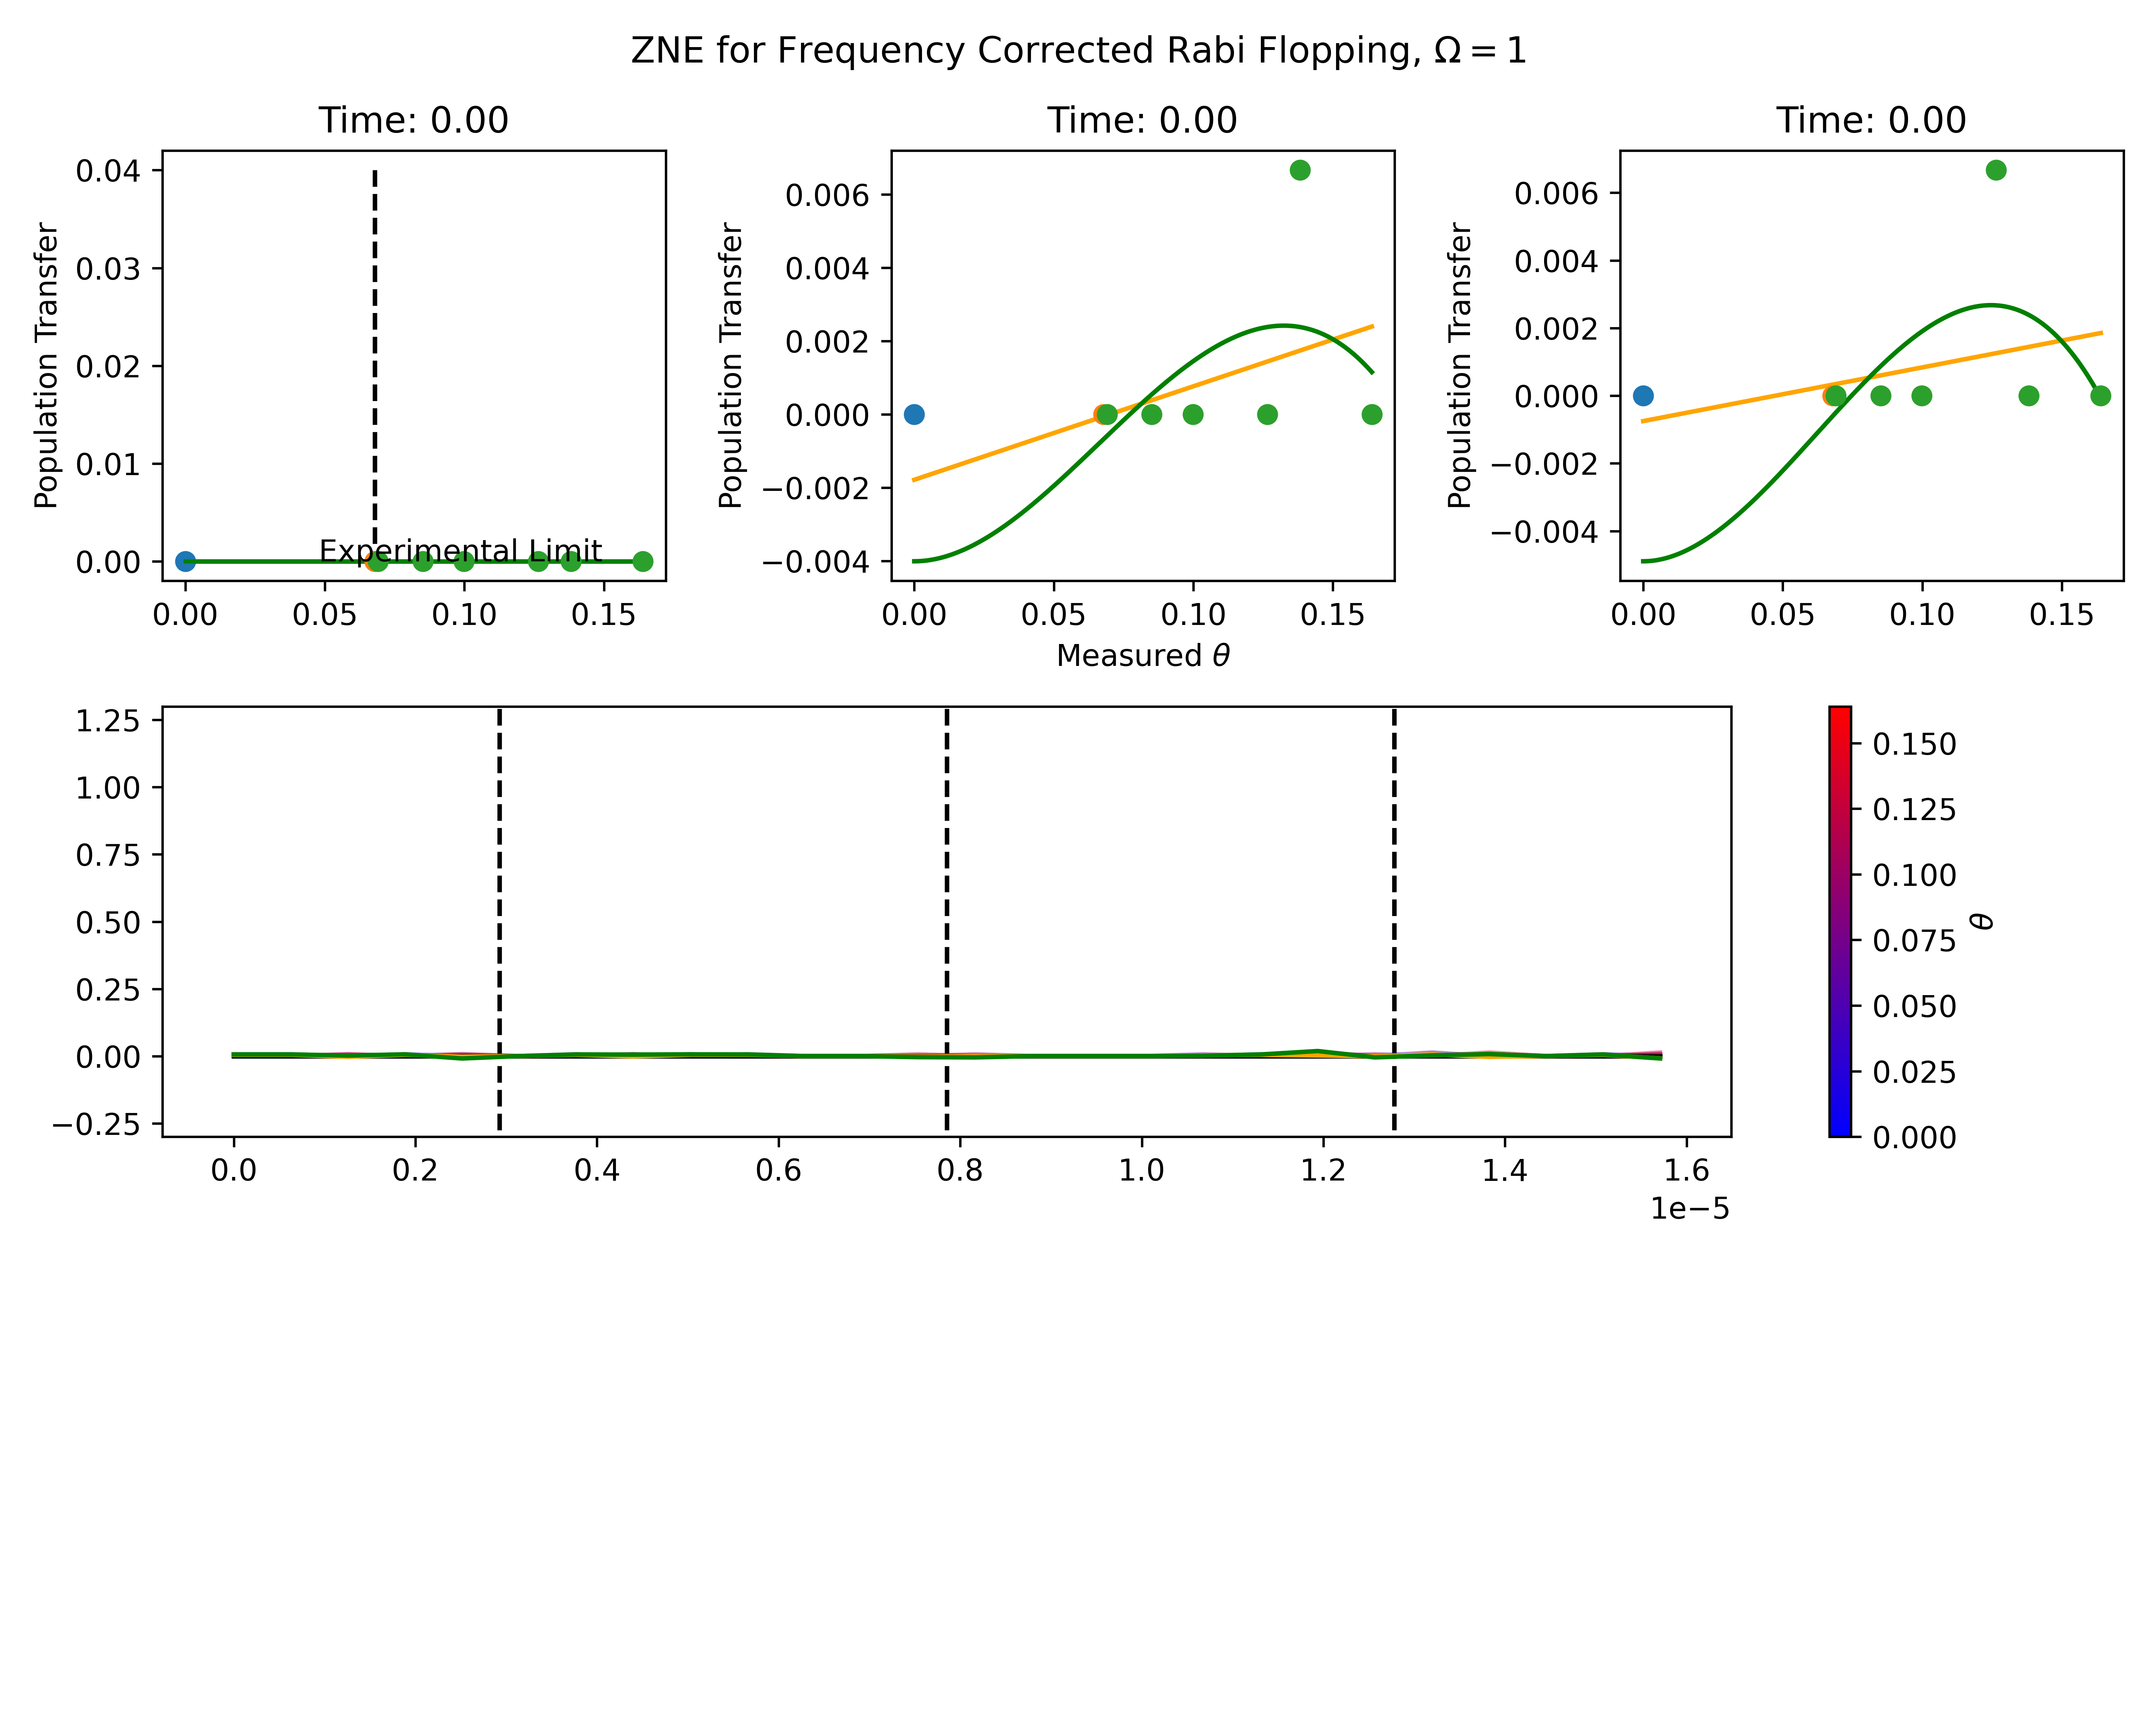 ZNE for Frequency Corrected Rabi Flopping, Ω = 1
Time: 0.00
Time: 0.00
Time: 0.00
Population Transfer
0.04
0.03
0.02
0.01
0.00
Experimental Limit
0.00 0.05 0.10 0.15
Population Transfer
0.006
0.004
0.002
0.000
−0.002
−0.004
0.00 0.05 0.10 0.15
Measured θ
Population Transfer
0.006
0.004
0.002
0.000
−0.002
−0.004
0.00 0.05 0.10 0.15
1.25
1.00
0.75
0.50
0.25
0.00
−0.25
0.0 0.2 0.4 0.6 0.8 1.0 1.2 1.4 1.6
1e−5
0.150
0.125
0.100
0.075
0.050
0.025
0.000
θ